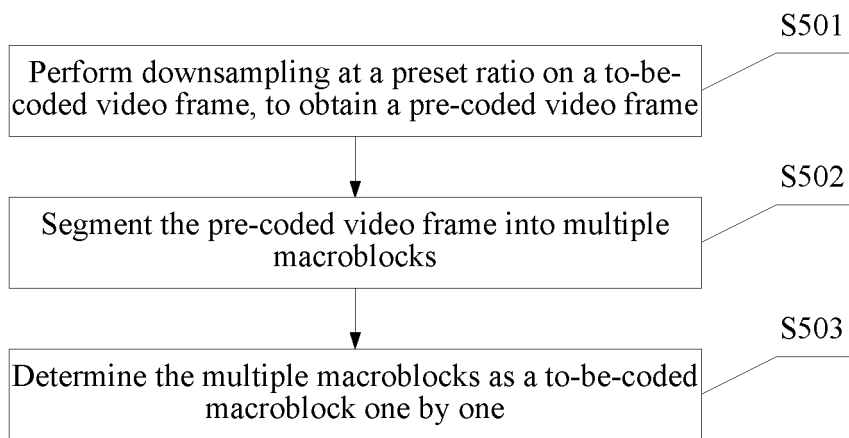 S501
Perform downsampling at a preset ratio on a to-be-
coded video frame, to obtain a pre-coded video frame
S502
Segment the pre-coded video frame into multiple
macroblocks
S503
Determine the multiple macroblocks as a to-be-coded
macroblock one by one